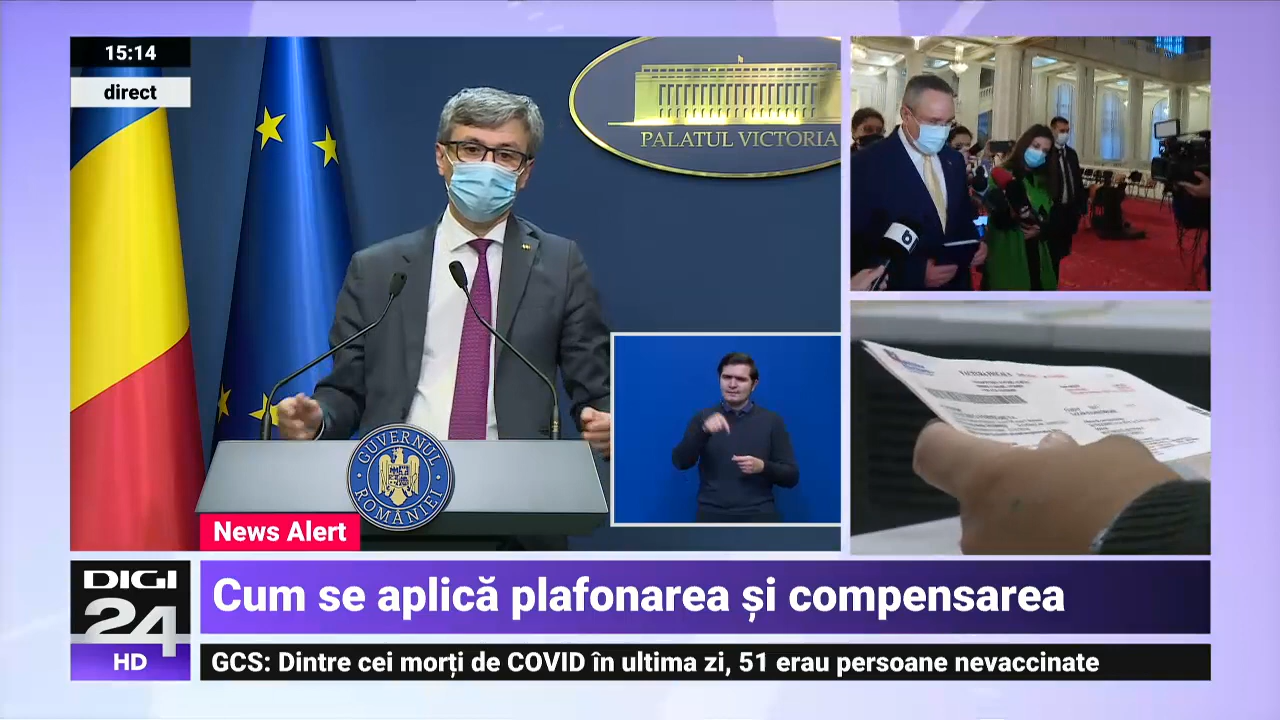 15:14
direct
PALATUL VICTORIA
GUVERNUL
ROMÂNIEI
News Alert
DIGI
24
HD
Cum se aplică plafonarea și compensarea
GCS: Dintre cei morți de COVID în ultima zi, 51 erau persoane nevaccinate